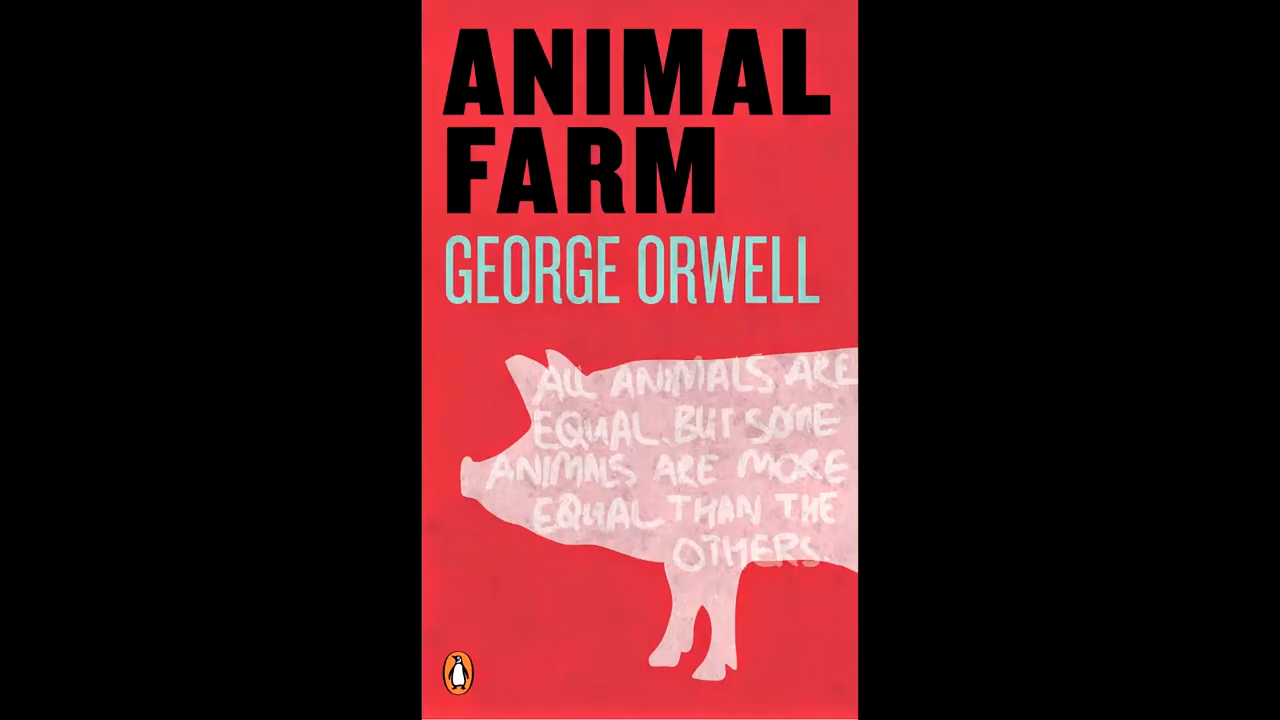 ANIMAL
FARM
GEORGE ORWELL
ALL ANIMALS ARE
EQUAL. BUT SOME
ANIMALS ARE MORE
EQUAL THAN THE
OTHERS.